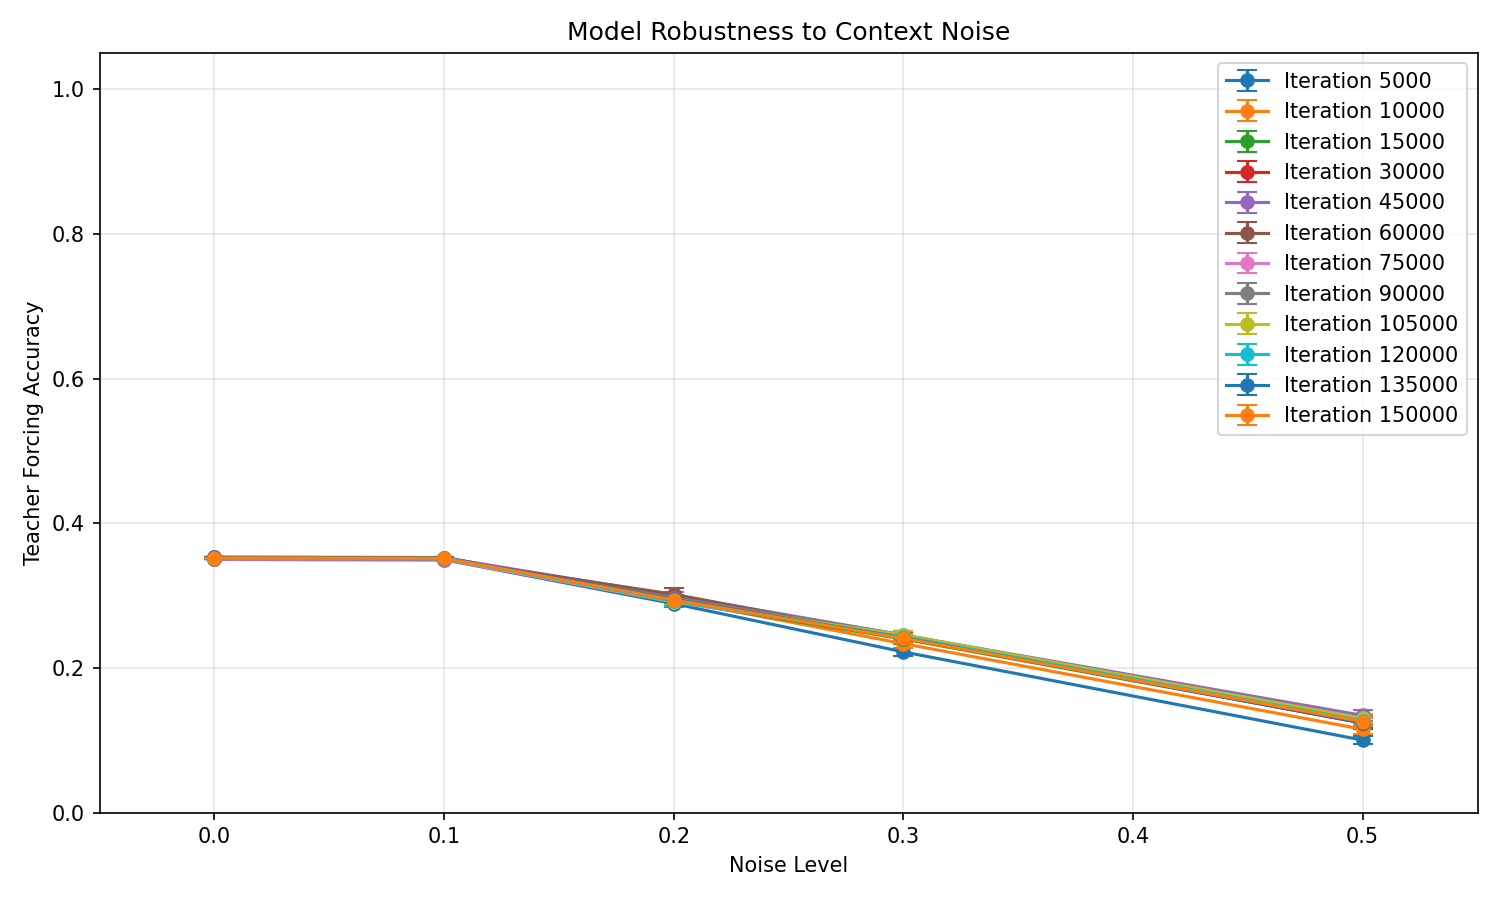 Model Robustness to Context Noise
Teacher Forcing Accuracy
1.0
0.8
0.6
0.4
0.2
0.0
Iteration 5000
Iteration 10000
Iteration 15000
Iteration 30000
Iteration 45000
Iteration 60000
Iteration 75000
Iteration 90000
Iteration 105000
Iteration 120000
Iteration 135000
Iteration 150000
0.0 0.1 0.2 0.3 0.4 0.5
Noise Level